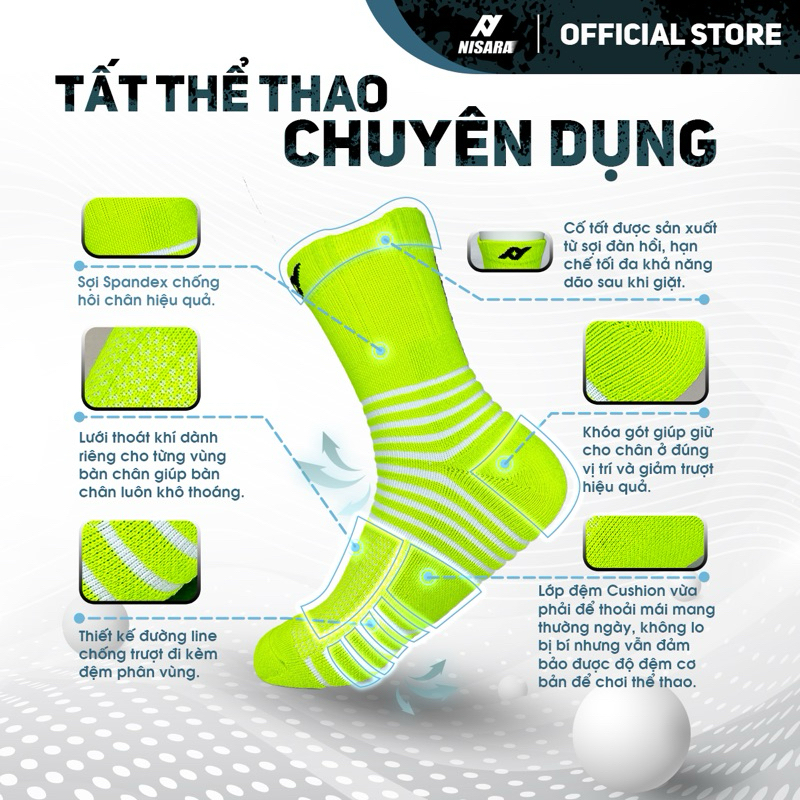 NISARA
OFFICIAL STORE
TẤT THỂ THAO
CHUYÊN DỤNG
Sợi Spandex chống
hôi chân hiệu quả.
Cổ tất được sản xuất
từ sợi đàn hồi, hạn
chế tối đa khả năng
dão sau khi giặt.
Lưới thoát khí dành
riêng cho từng vùng
bàn chân giúp bàn
chân luôn khô thoáng.
Khóa gót giúp giữ
cho chân ở đúng
vị trí và giảm trượt
hiệu quả.
Thiết kế đường line
chống trượt đi kèm
đệm phân vùng.
Lớp đệm Cushion vừa
phải để thoải mái mang
thường ngày, không lo
bị bí nhưng vẫn đảm
bảo được độ đệm cơ
bản để chơi thể thao.